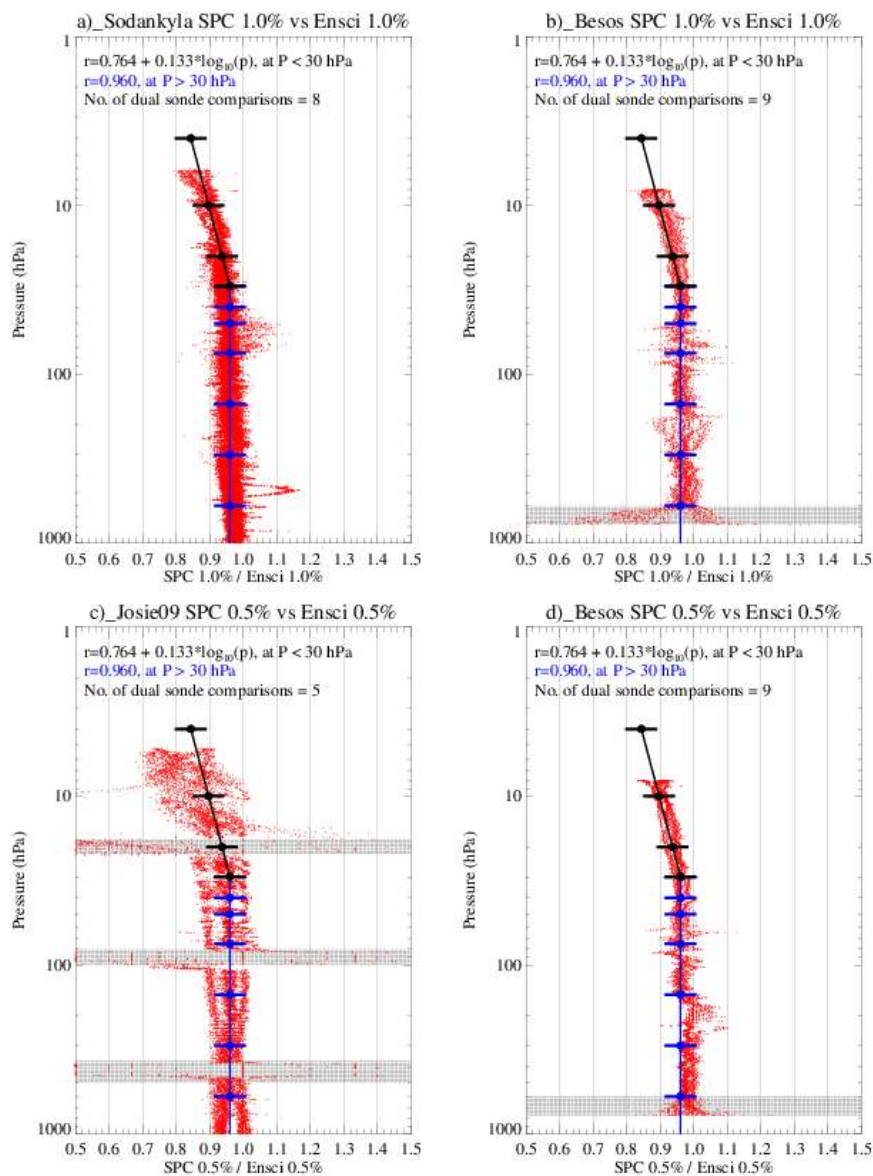 a)_Sodankyla SPC 1.0% vs Ensci 1.0%
1
r=0.764 + 0.133*log₁₀(p), at P < 30 hPa
r=0.960, at P > 30 hPa
No. of dual sonde comparisons = 8
10
Pressure (hPa)
100
1000
0.5 0.6 0.7 0.8 0.9 1.0 1.1 1.2 1.3 1.4 1.5
SPC 1.0% / Ensci 1.0%
b)_Besos SPC 1.0% vs Ensci 1.0%
1
r=0.764 + 0.133*log₁₀(p), at P < 30 hPa
r=0.960, at P > 30 hPa
No. of dual sonde comparisons = 9
10
Pressure (hPa)
100
1000
0.5 0.6 0.7 0.8 0.9 1.0 1.1 1.2 1.3 1.4 1.5
SPC 1.0% / Ensci 1.0%
c)_Josie09 SPC 0.5% vs Ensci 0.5%
1
r=0.764 + 0.133*log₁₀(p), at P < 30 hPa
r=0.960, at P > 30 hPa
No. of dual sonde comparisons = 5
10
Pressure (hPa)
100
1000
0.5 0.6 0.7 0.8 0.9 1.0 1.1 1.2 1.3 1.4 1.5
SPC 0.5% / Ensci 0.5%
d)_Besos SPC 0.5% vs Ensci 0.5%
1
r=0.764 + 0.133*log₁₀(p), at P < 30 hPa
r=0.960, at P > 30 hPa
No. of dual sonde comparisons = 9
10
Pressure (hPa)
100
1000
0.5 0.6 0.7 0.8 0.9 1.0 1.1 1.2 1.3 1.4 1.5
SPC 0.5% / Ensci 0.5%